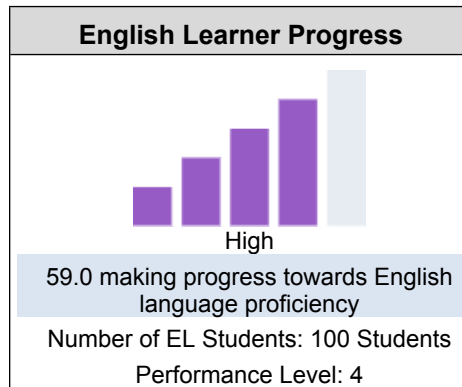 English Learner Progress
High
59.0 making progress towards English
language proficiency
Number of EL Students: 100 Students
Performance Level: 4